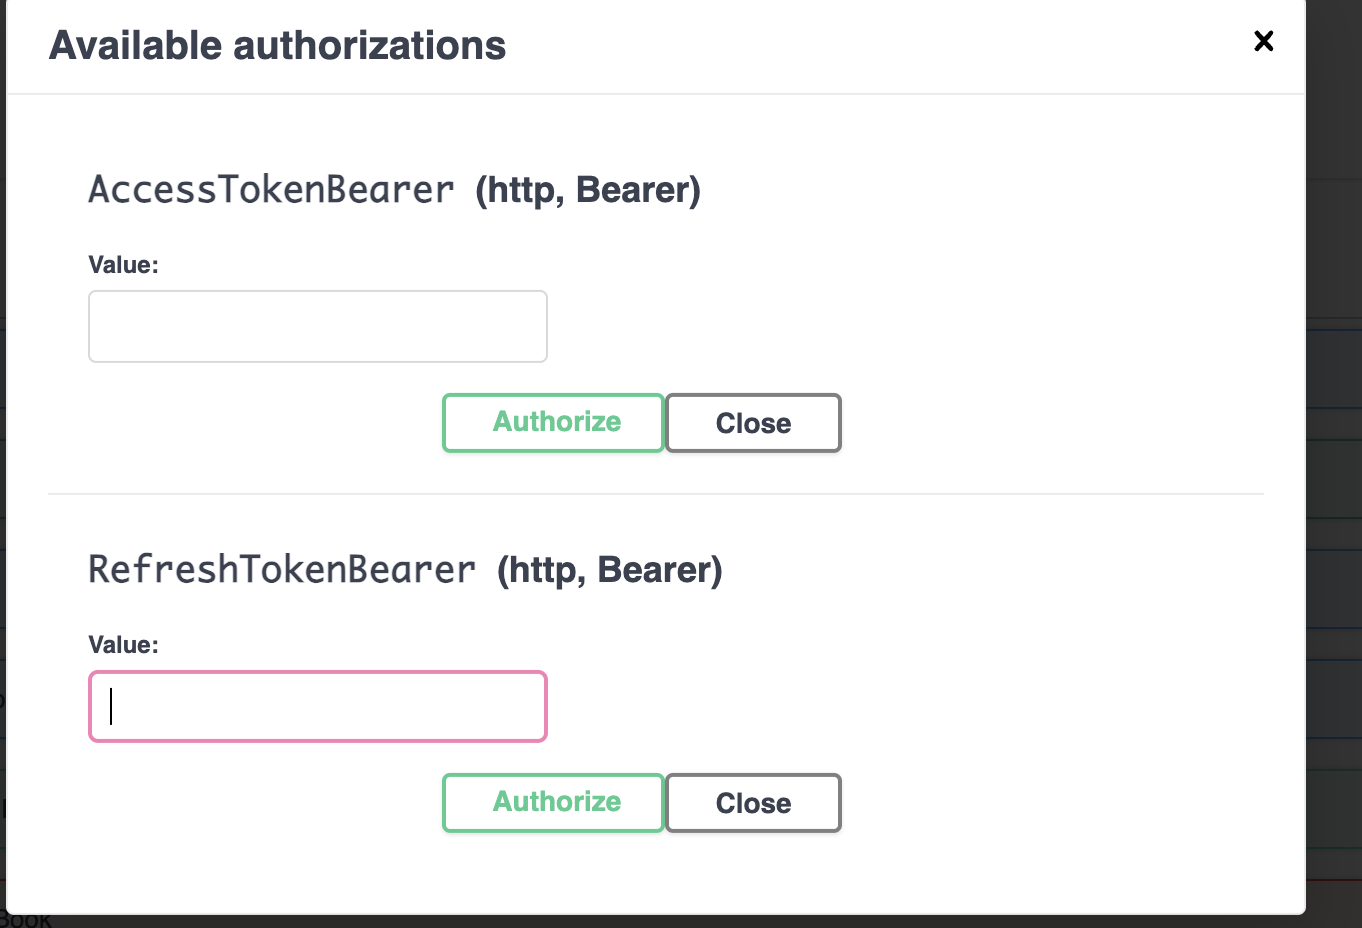 Available authorizations
AccessTokenBearer (http, Bearer)
Value:
Authorize
Close
RefreshTokenBearer (http, Bearer)
Value:
Authorize
Close
Book